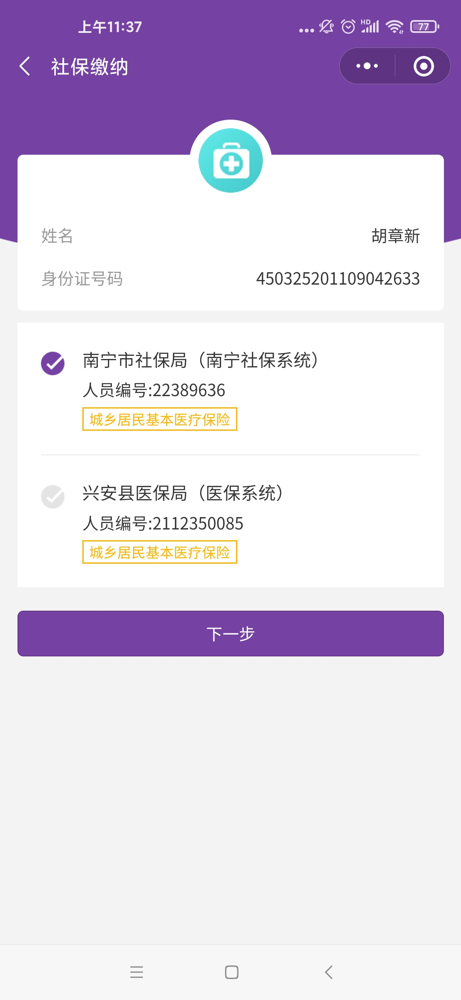 上午11:37
HD
77
社保缴纳
姓名 胡章新
身份证号码 450325201109042633
南宁市社保局（南宁社保系统）
人员编号:22389636
城乡居民基本医疗保险
兴安县医保局（医保系统）
人员编号:2112350085
城乡居民基本医疗保险
下一步